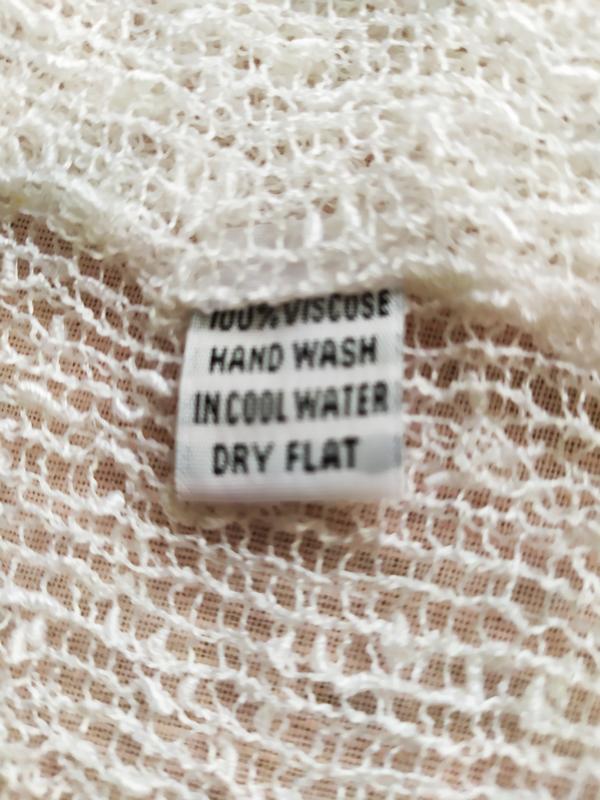 100% VISCOSE
HAND WASH
IN COOL WATER
DRY FLAT